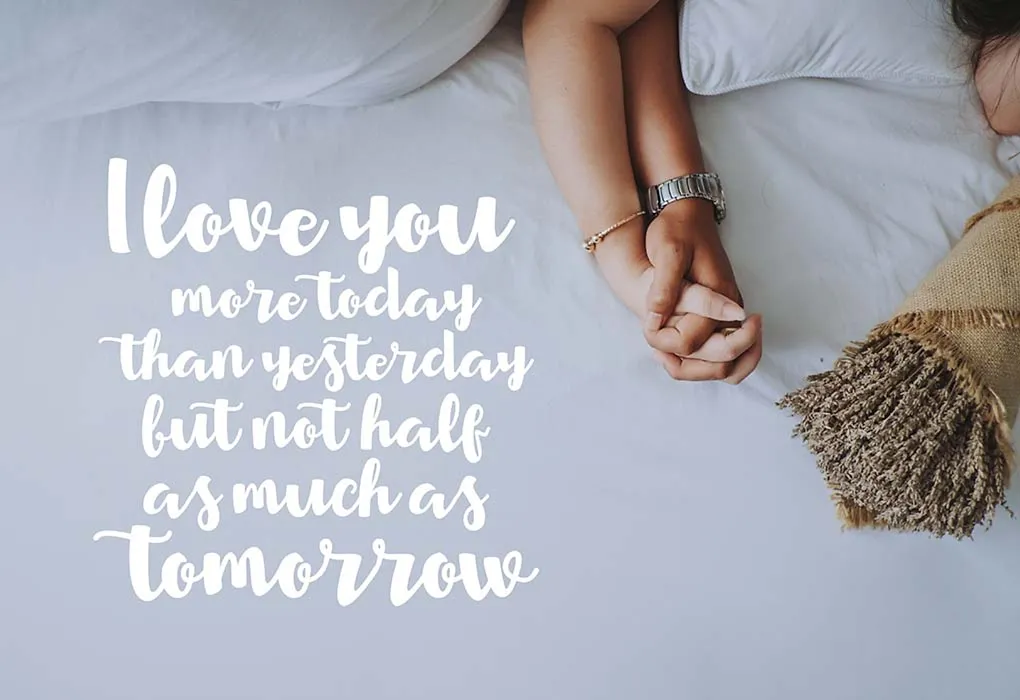 I love you
more today
than yesterday
but not half
as much as
Tomorrow